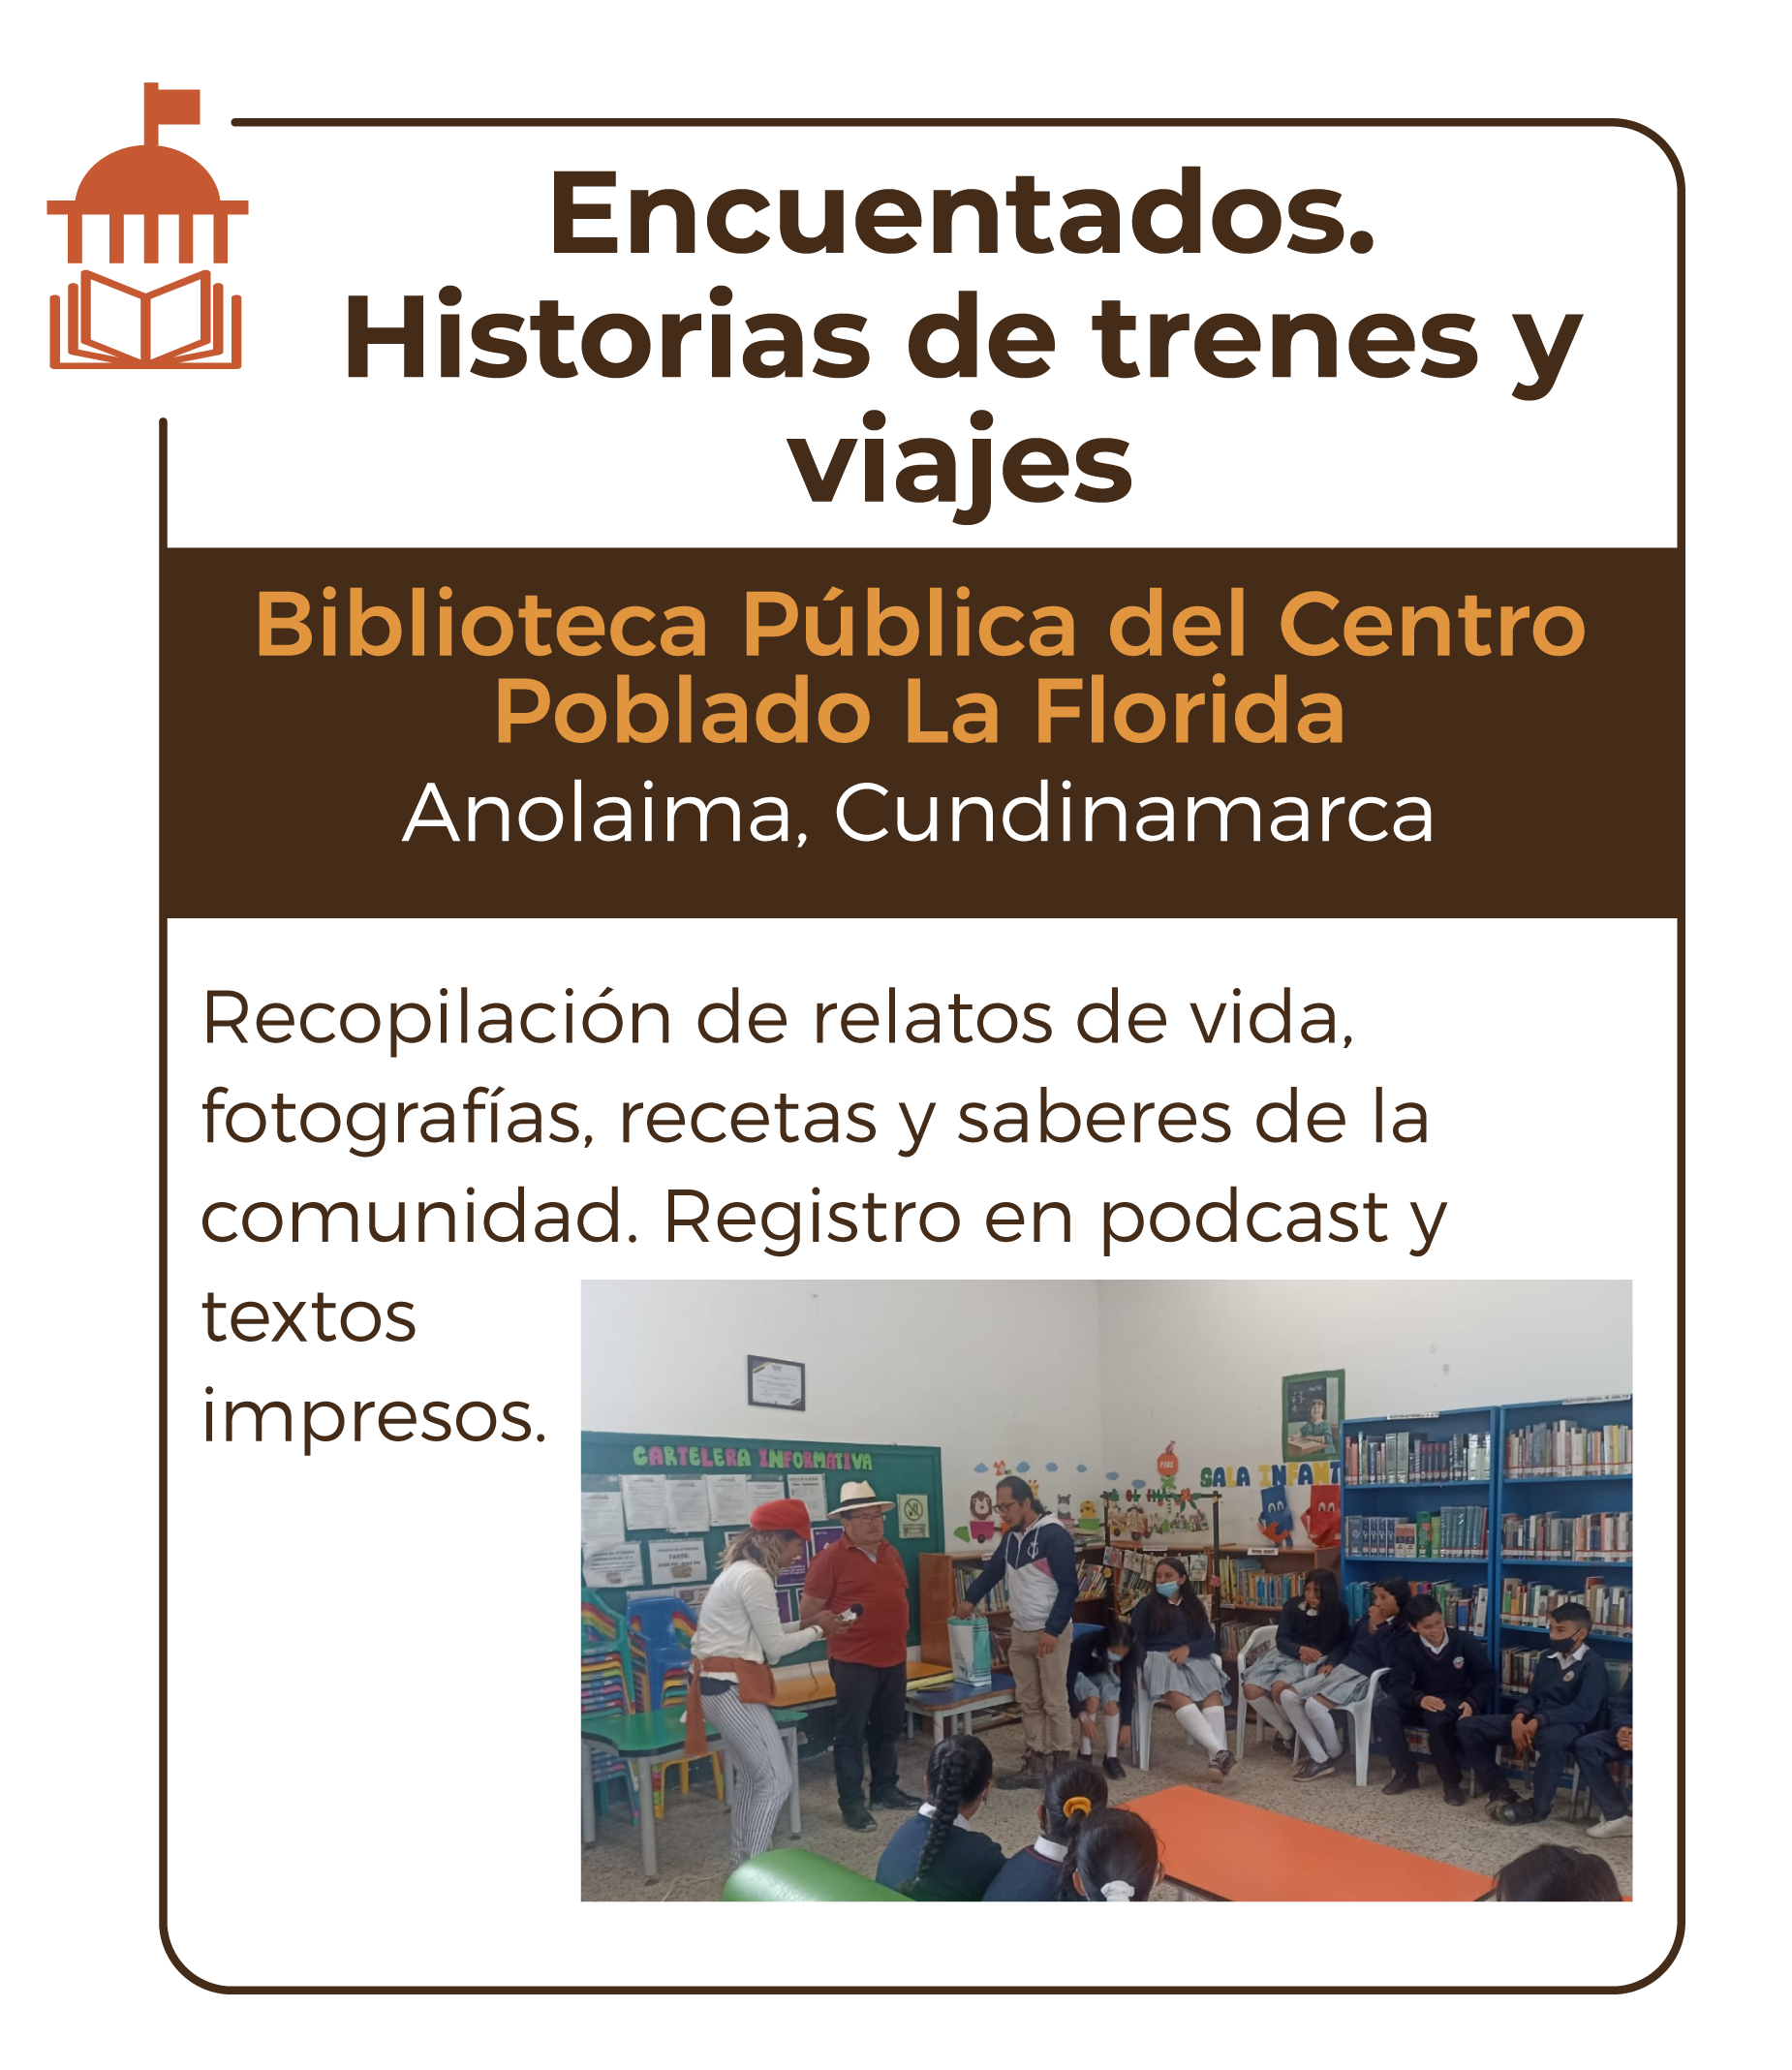 Encuentados.
Historias de trenes y
viajes
Biblioteca Pública del Centro
Poblado La Florida
Anolaima, Cundinamarca
Recopilación de relatos de vida,
fotografías, recetas y saberes de la
comunidad. Registro en podcast y
textos
impresos.
CARTELERA INFORMATIVA
PARE
SALA INFANT